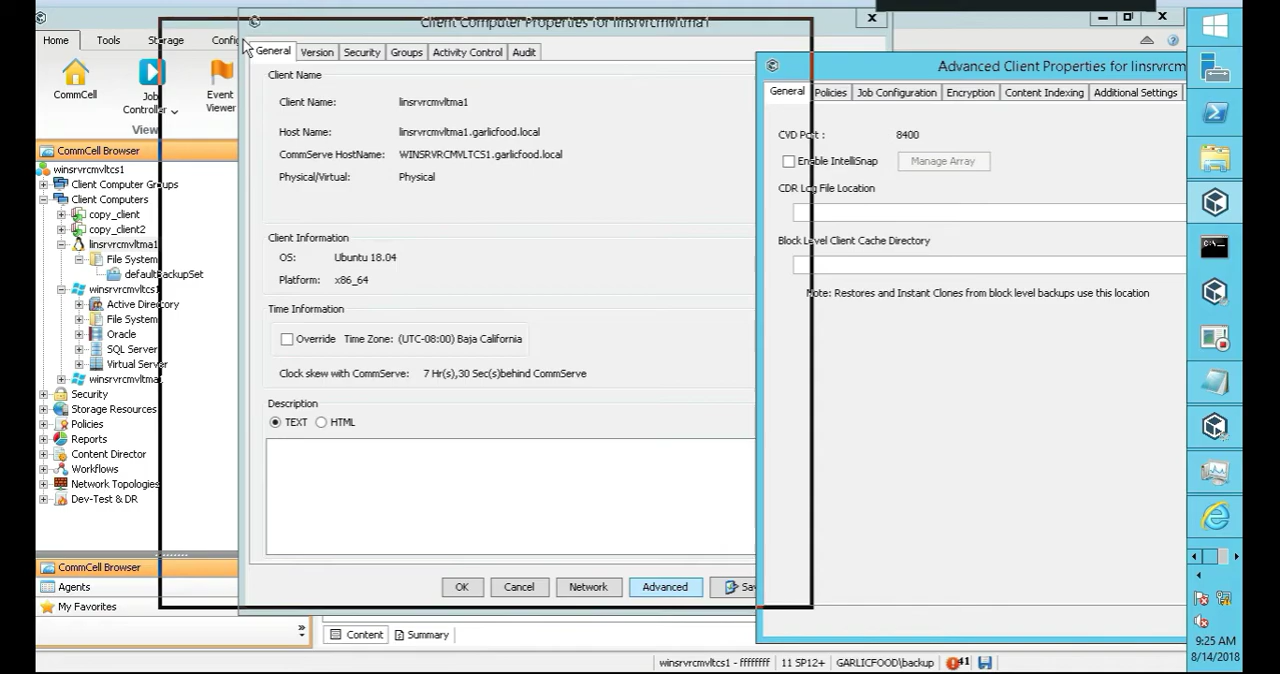 Client Computer Properties for linsrvrcmvltma1
Home Tools Storage
CommCell
Job Controller
Event Viewer
View
CommCell Browser
winsrvrcmvltcs1
Client Computer Groups
Client Computers
copy_client
copy_client2
linsrvrcmvltma1
File System
defaultBackupSet
winsrvrcmvltcs1
Active Directory
File System
Oracle
SQL Server
Virtual Server
winsrvrcmvltma
Security
Storage Resources
Policies
Reports
Content Director
Workflows
Network Topologies
Dev-Test & DR
CommCell Browser
Agents
My Favorites
General Version Security Groups Activity Control Audit
Client Name
Client Name: linsrvrcmvltma1
Host Name: linsrvrcmvltma1.garlicfood.local
CommServe HostName: WINSRVRCMVLTCS1.garlicfood.local
Physical/Virtual: Physical
Client Information
OS: Ubuntu 18.04
Platform: x86_64
Time Information
Override Time Zone: (UTC-08:00) Baja California
Clock skew with CommServe: 7 Hr(s),30 Sec(s)behind CommServe
Description
TEXT HTML
OK Cancel Network Advanced Sav
Content Summary
Advanced Client Properties for linsrvrcm
General Policies Job Configuration Encryption Content Indexing Additional Settings
CVD Port : 8400
Enable IntelliSnap Manage Array
CDR Log File Location
Block Level Client Cache Directory
Note: Restores and Instant Clones from block level backups use this location
winsrvrcmvltcs1 - ffffffff 11 SP12+ GARLICFOOD\backup 41
9:25 AM
8/14/2018